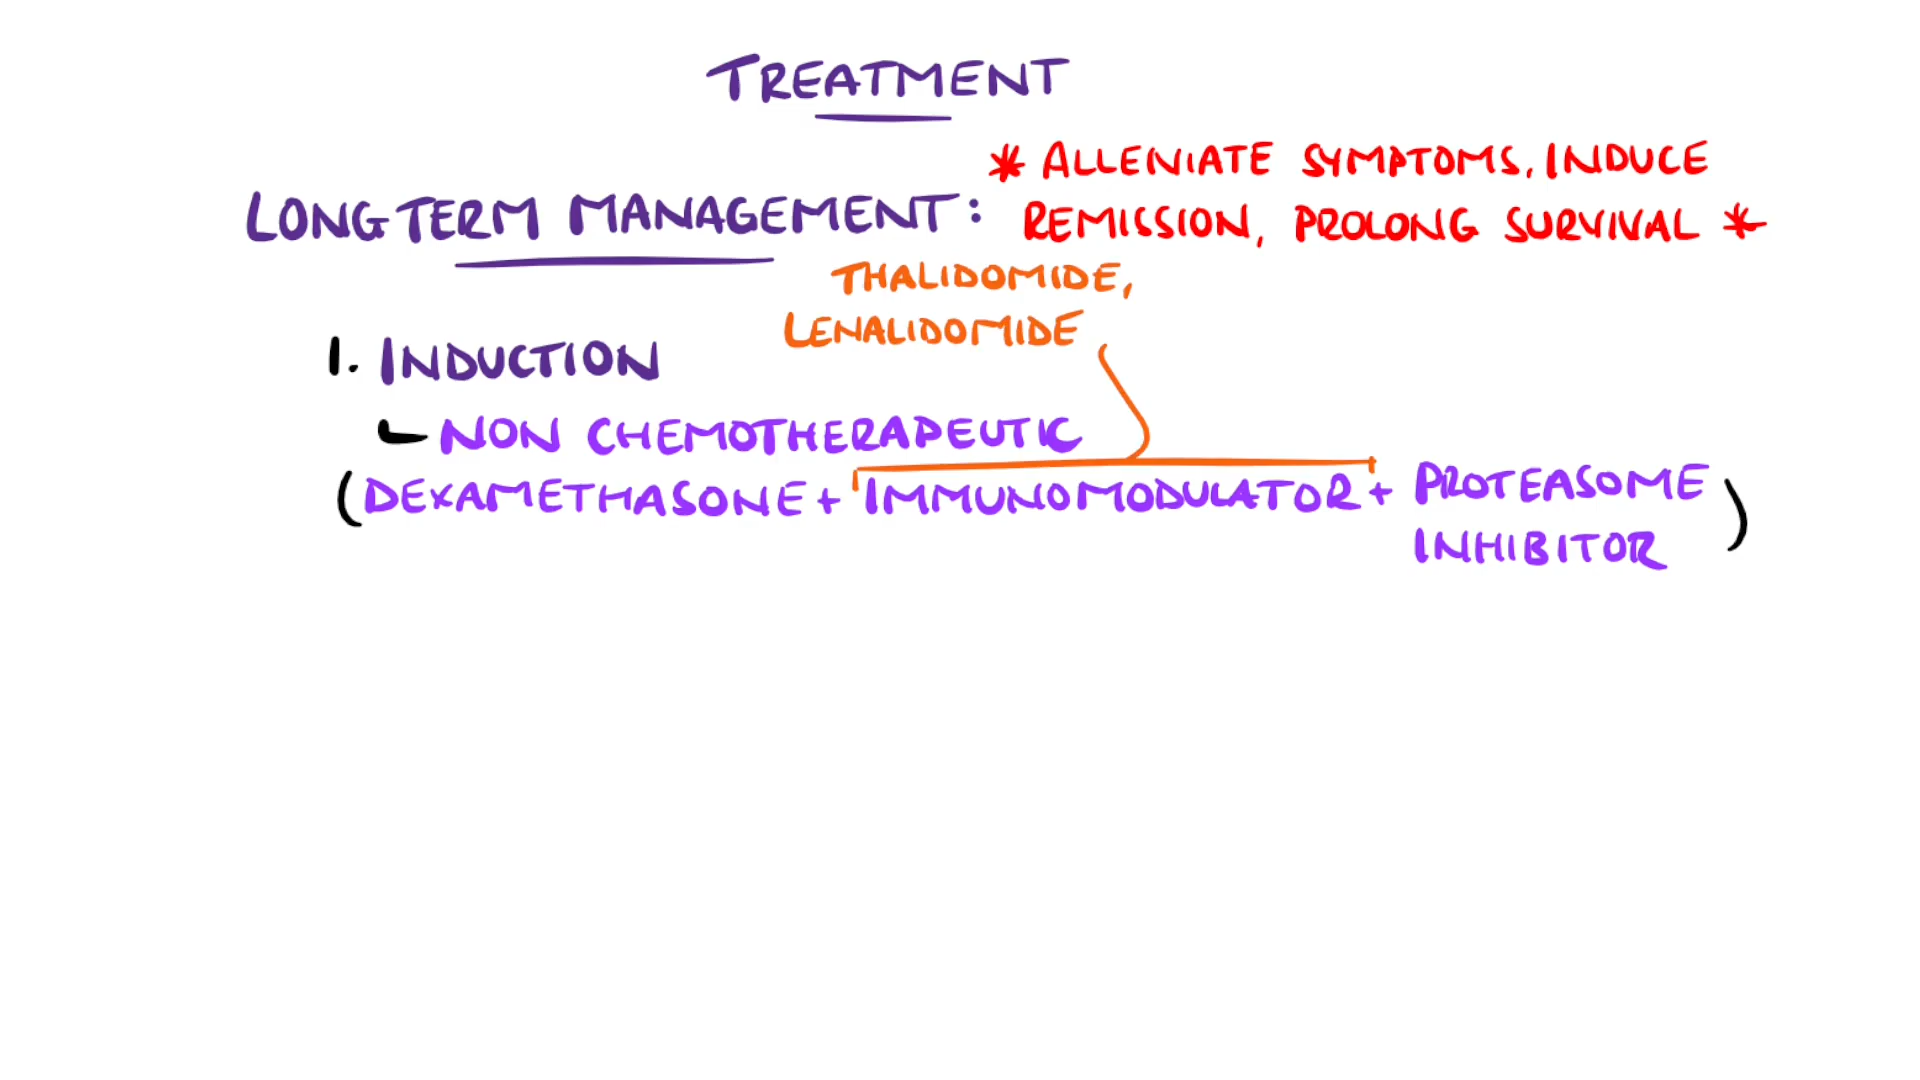 TREATMENT
* ALLENIATE SYMPTOMS, INDUCE
LONG TERM MANAGEMENT: REMISSION, PROLONG SURVIVAL *
THALIDOMIDE,
LENALIDOMIDE
1. INDUCTION
- NON CHEMOTHERAPEUTIC
(DEXAMETHASONE + IMMUNOMODULATOR + PROTEASOME
INHIBITOR)